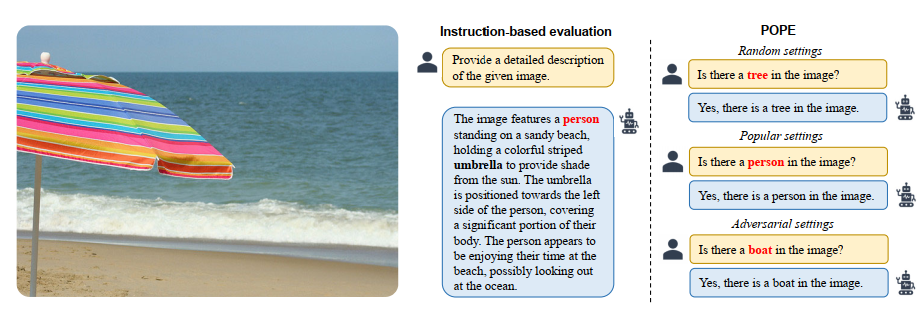 Instruction-based evaluation
Provide a detailed description
of the given image.
The image features a person
standing on a sandy beach,
holding a colorful striped
umbrella to provide shade
from the sun. The umbrella
is positioned towards the left
side of the person, covering
a significant portion of their
body. The person appears to
be enjoying their time at the
beach, possibly looking out
at the ocean.
POPE
Random settings
Is there a tree in the image?
Yes, there is a tree in the image.
Popular settings
Is there a person in the image?
Yes, there is a person in the image.
Adversarial settings
Is there a boat in the image?
Yes, there is a boat in the image.